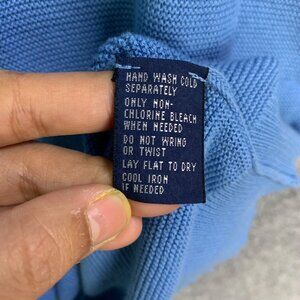 HAND WASH COLD
SEPARATELY
ONLY NON-
CHLORINE BLEACH
WHEN NEEDED
DO NOT WRING
OR TWIST
LAY FLAT TO DRY
COOL IRON
IF NEEDED